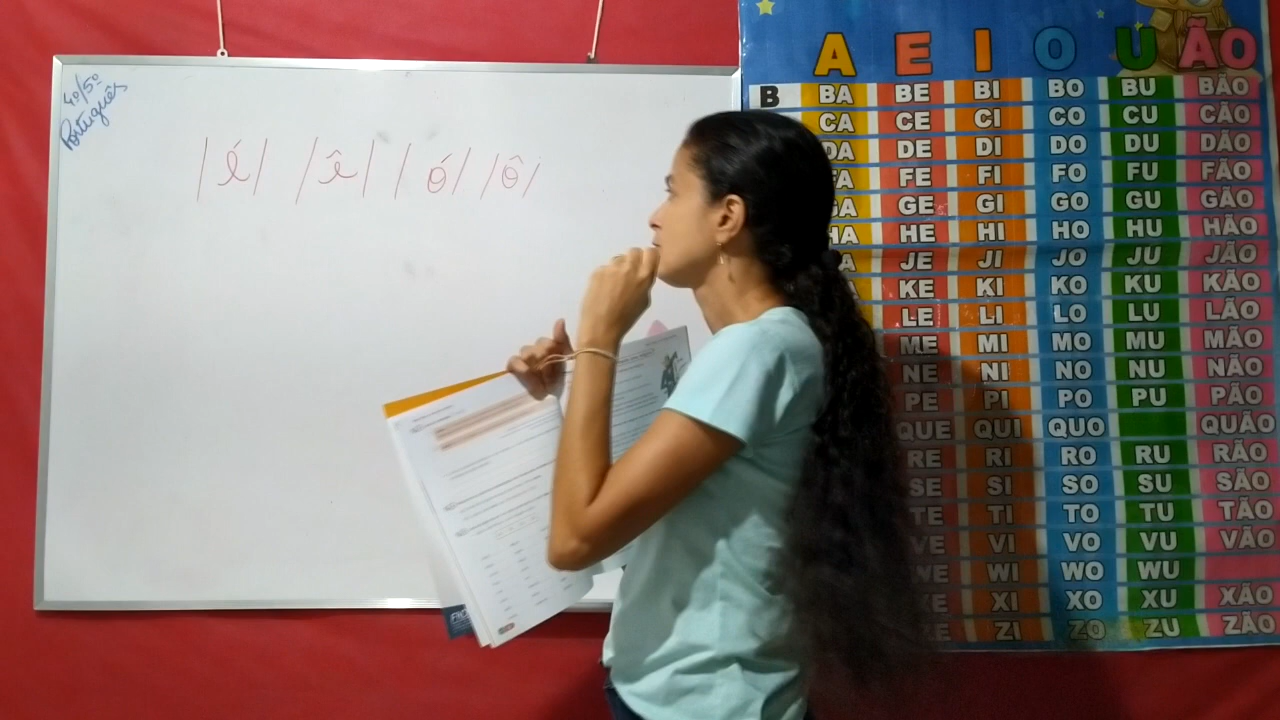 4º/5º
Português
/é/ /ê/ /ó/ /ô/
A E I O U ÃO
B BA BE BI BO BU BÃO
CA CE CI CO CU CÃO
DA DE DI DO DU DÃO
FA FE FI FO FU FÃO
GA GE GI GO GU GÃO
HA HE HI HO HU HÃO
JE JI JO JU JÃO
KE KI KO KU KÃO
LE LI LO LU LÃO
ME MI MO MU MÃO
NE NI NO NU NÃO
PE PI PO PU PÃO
QUE QUI QUO QUÃO
RE RI RO RU RÃO
SE SI SO SU SÃO
TE TI TO TU TÃO
VE VI VO VU VÃO
WE WI WO WU
XE XI XO XU XÃO
ZE ZI ZO ZU ZÃO